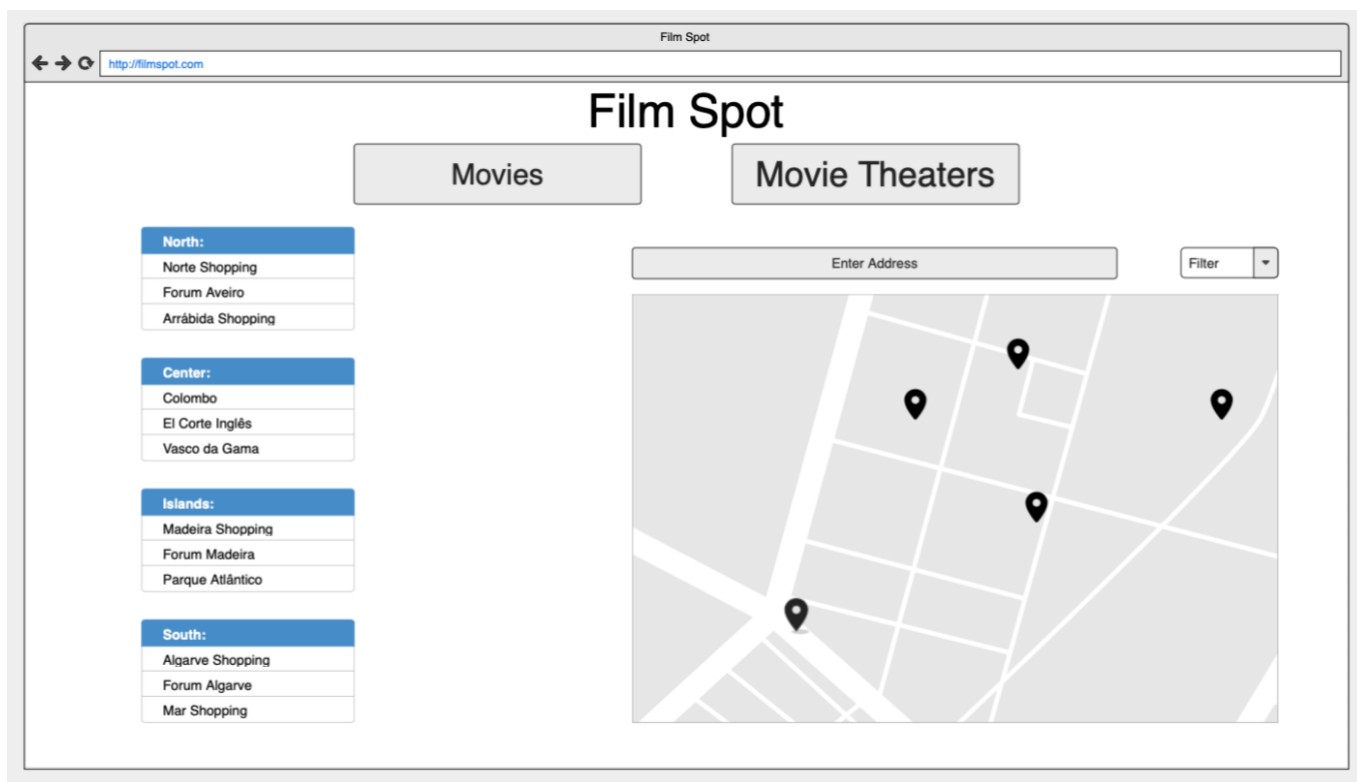 Film Spot
http://filmspot.com
Film Spot
Movies
Movie Theaters
North:
Norte Shopping
Forum Aveiro
Arrábida Shopping
Center:
Colombo
El Corte Inglês
Vasco da Gama
Islands:
Madeira Shopping
Forum Madeira
Parque Atlântico
South:
Algarve Shopping
Forum Algarve
Mar Shopping
Enter Address
Filter